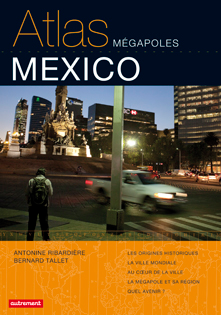 Atlas
MÉGAPOLES
MEXICO
ANTONINE RIBARDIÈRE
BERNARD TALLET
LES ORIGINES HISTORIQUES
LA VILLE MONDIALE
AU CŒUR DE LA VILLE
LA MÉGAPOLE ET SA RÉGION
QUEL AVENIR ?
autrement